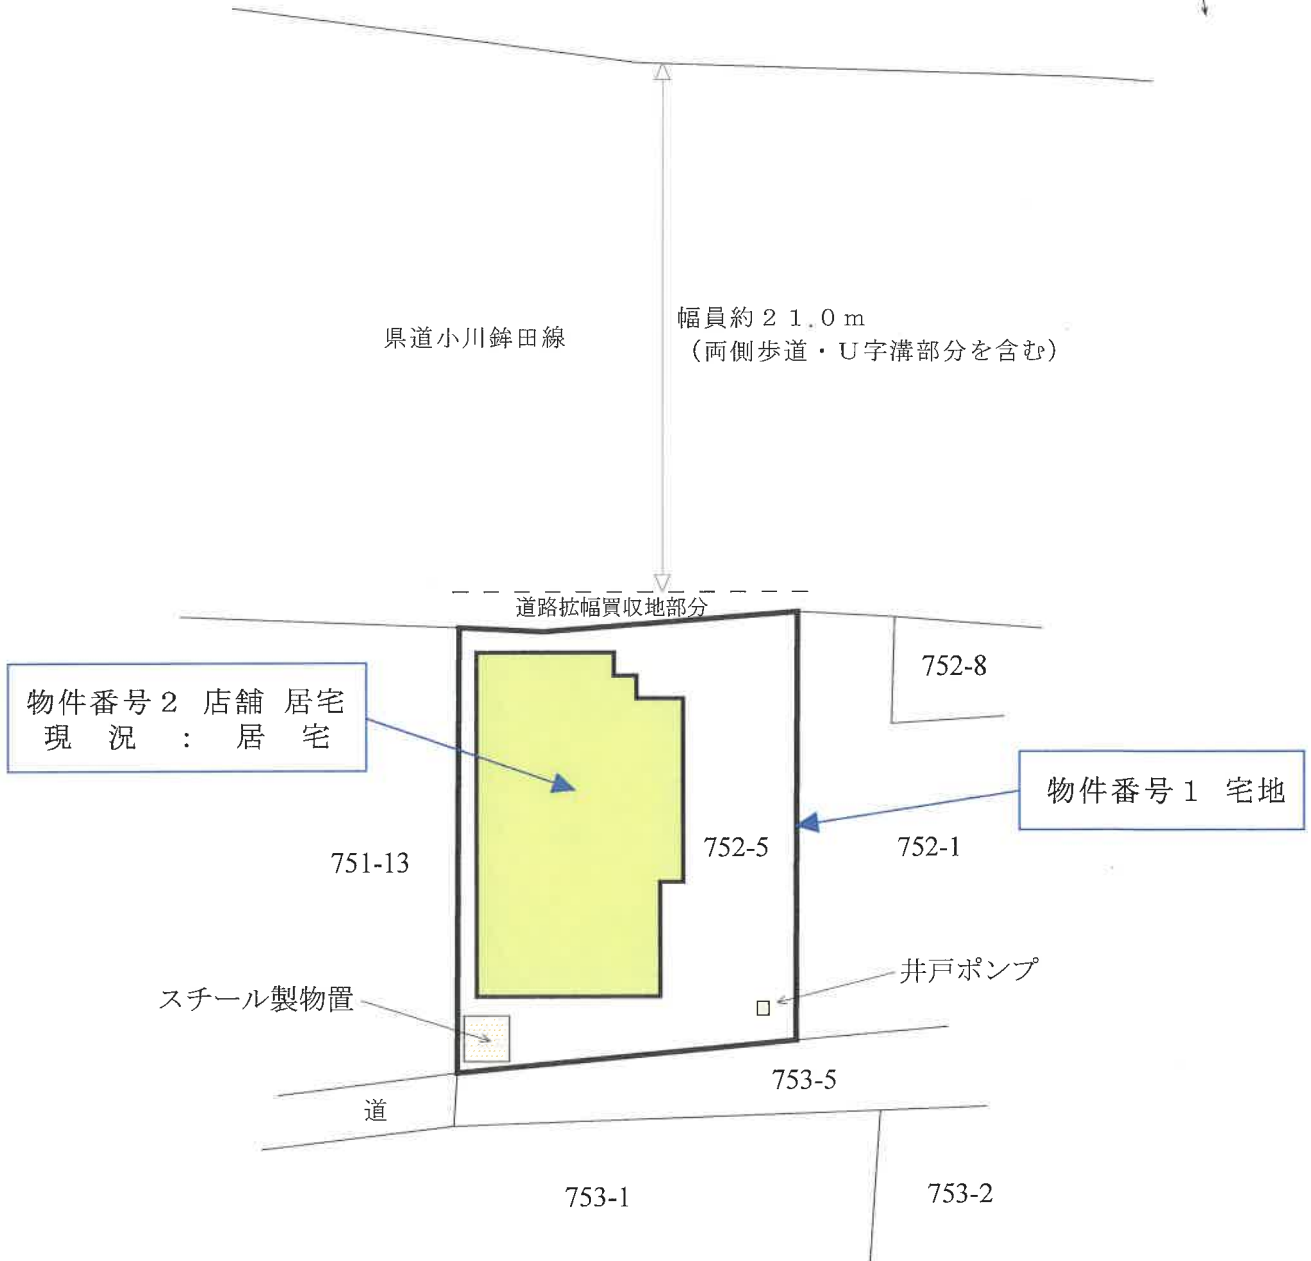 県道小川鉾田線
幅員約２１.０ｍ
（両側歩道・Ｕ字溝部分を含む）
道路拡幅買収地部分
752-8
物件番号２ 店舗 居宅
現 況 ： 居 宅
物件番号１ 宅地
751-13
752-5
752-1
井戸ポンプ
スチール製物置
753-5
道
753-1
753-2